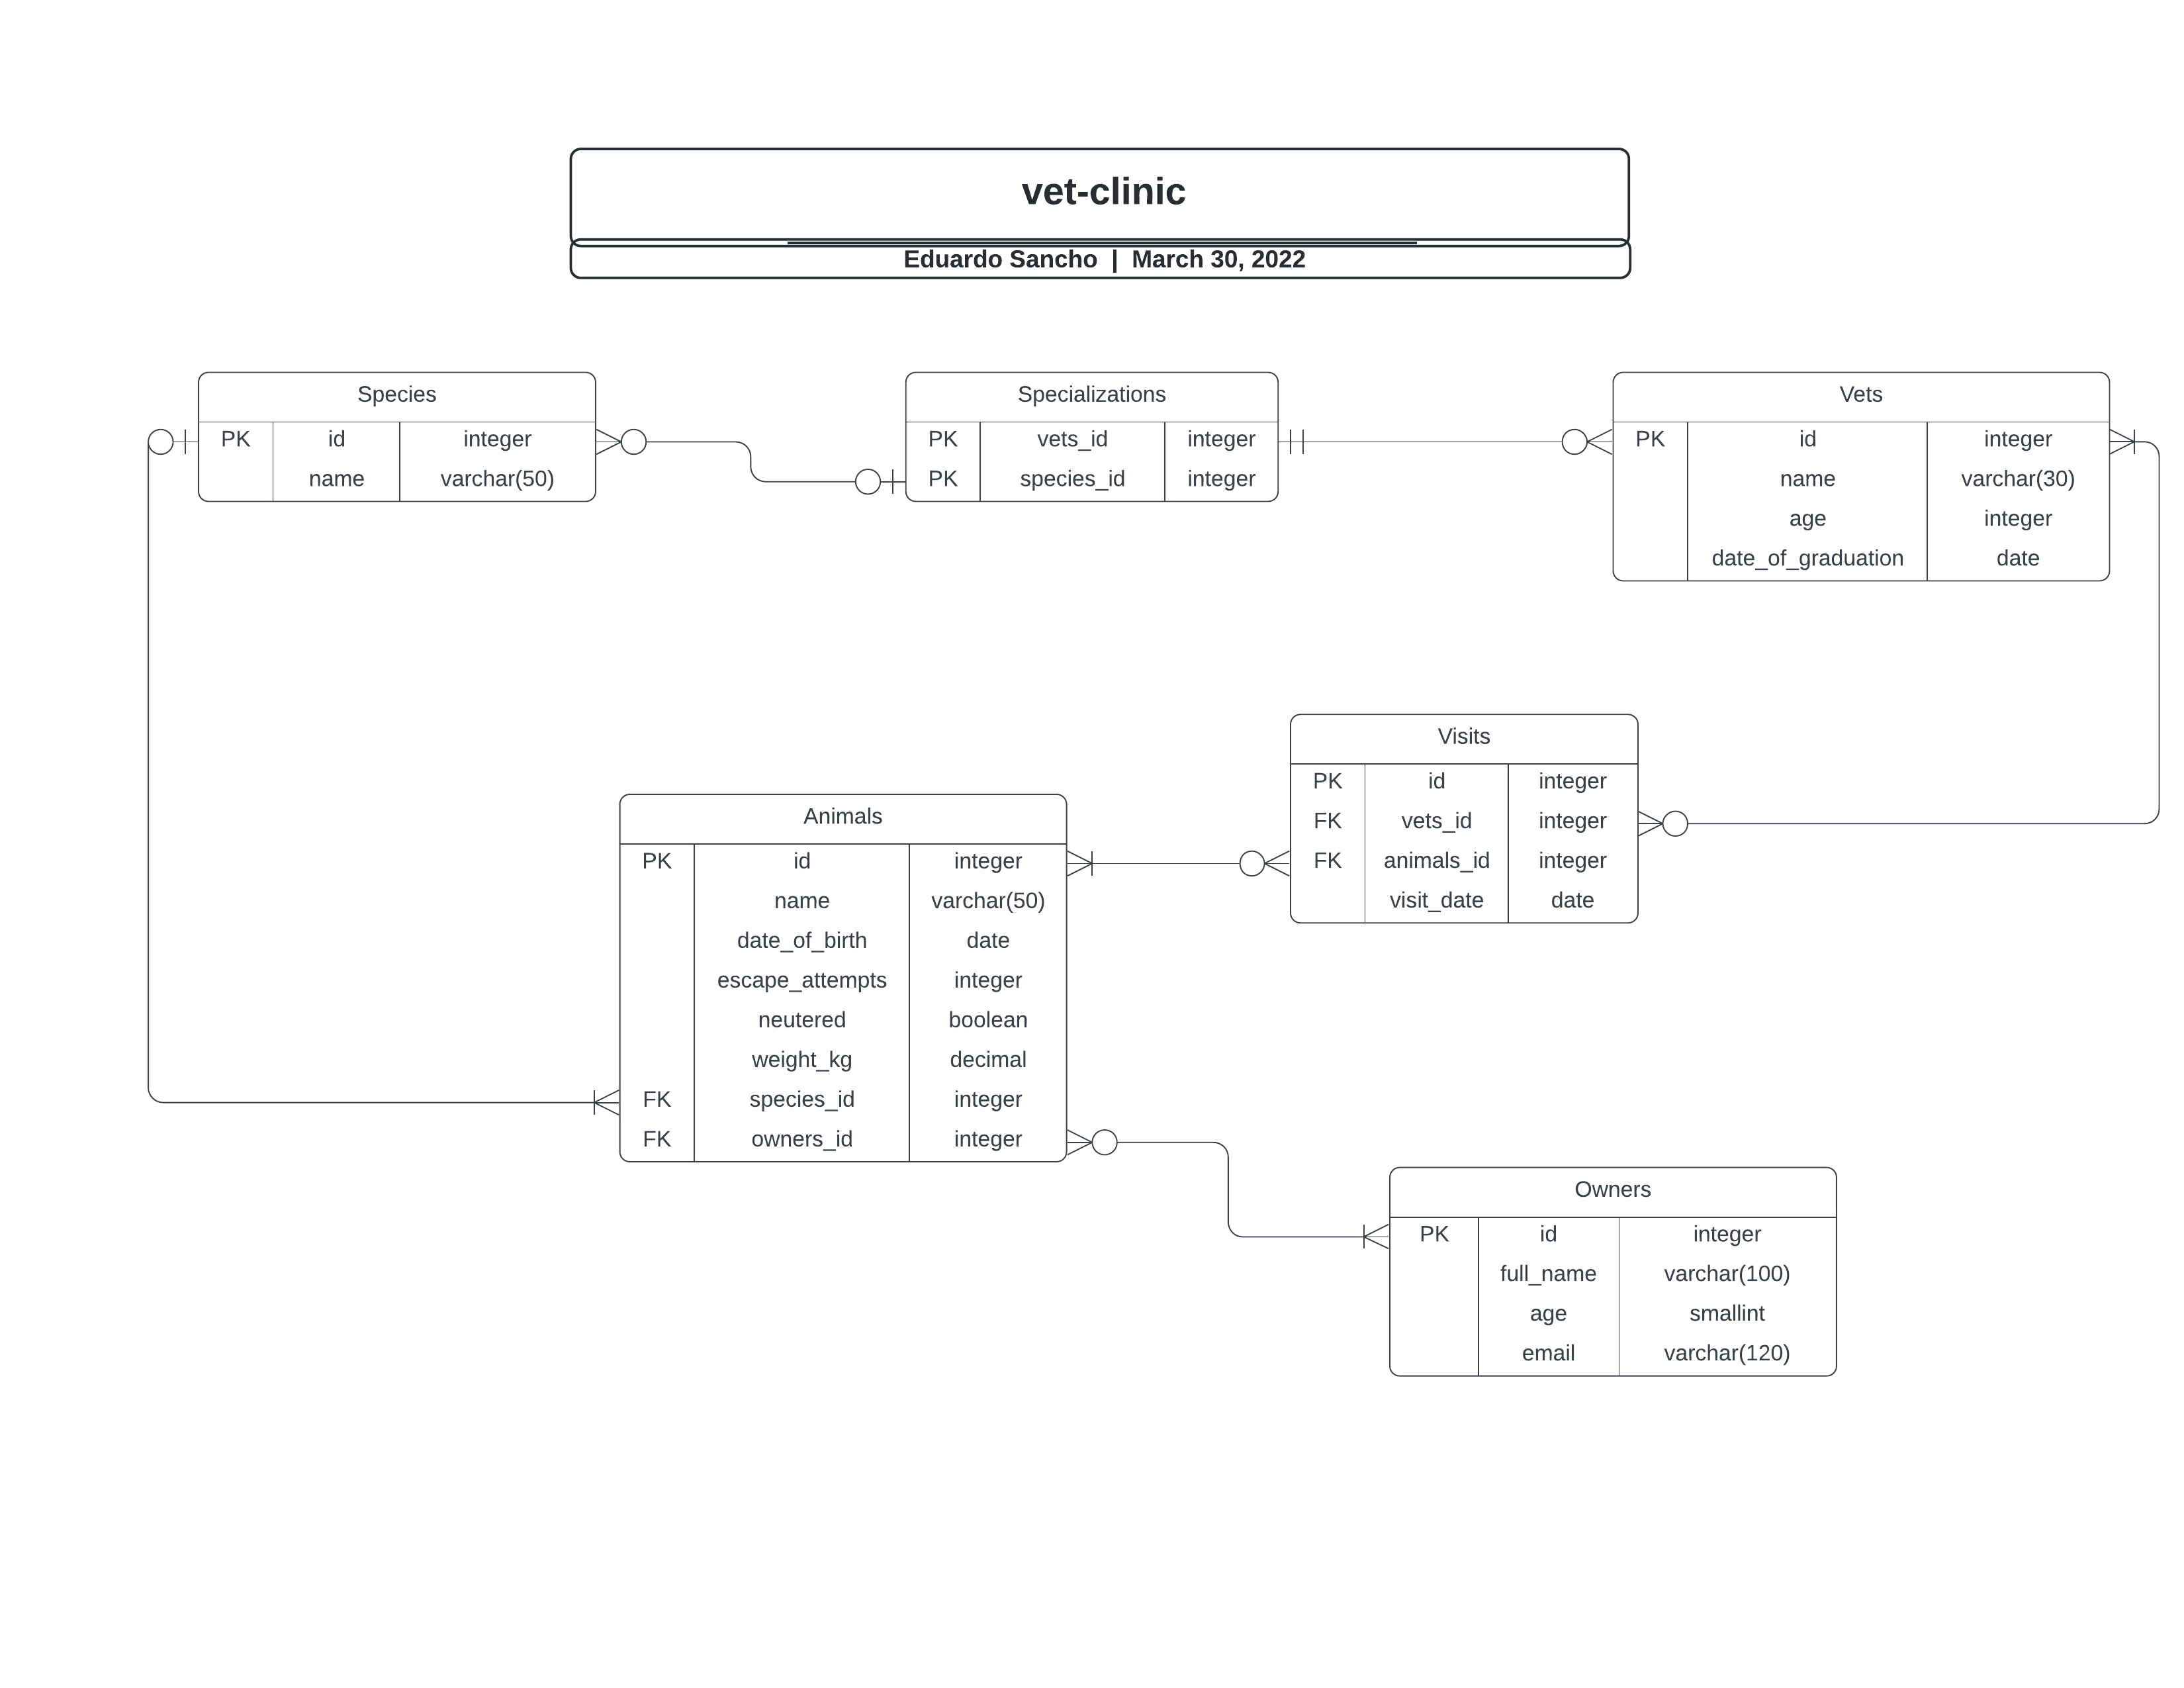 vet-clinic
Eduardo Sancho | March 30, 2022
Species
PK id integer
name varchar(50)
Specializations
PK vets_id integer
PK species_id integer
Vets
PK id integer
name varchar(30)
age integer
date_of_graduation date
Visits
PK id integer
FK vets_id integer
FK animals_id integer
visit_date date
Animals
PK id integer
name varchar(50)
date_of_birth date
escape_attempts integer
neutered boolean
weight_kg decimal
FK species_id integer
FK owners_id integer
Owners
PK id integer
full_name varchar(100)
age smallint
email varchar(120)